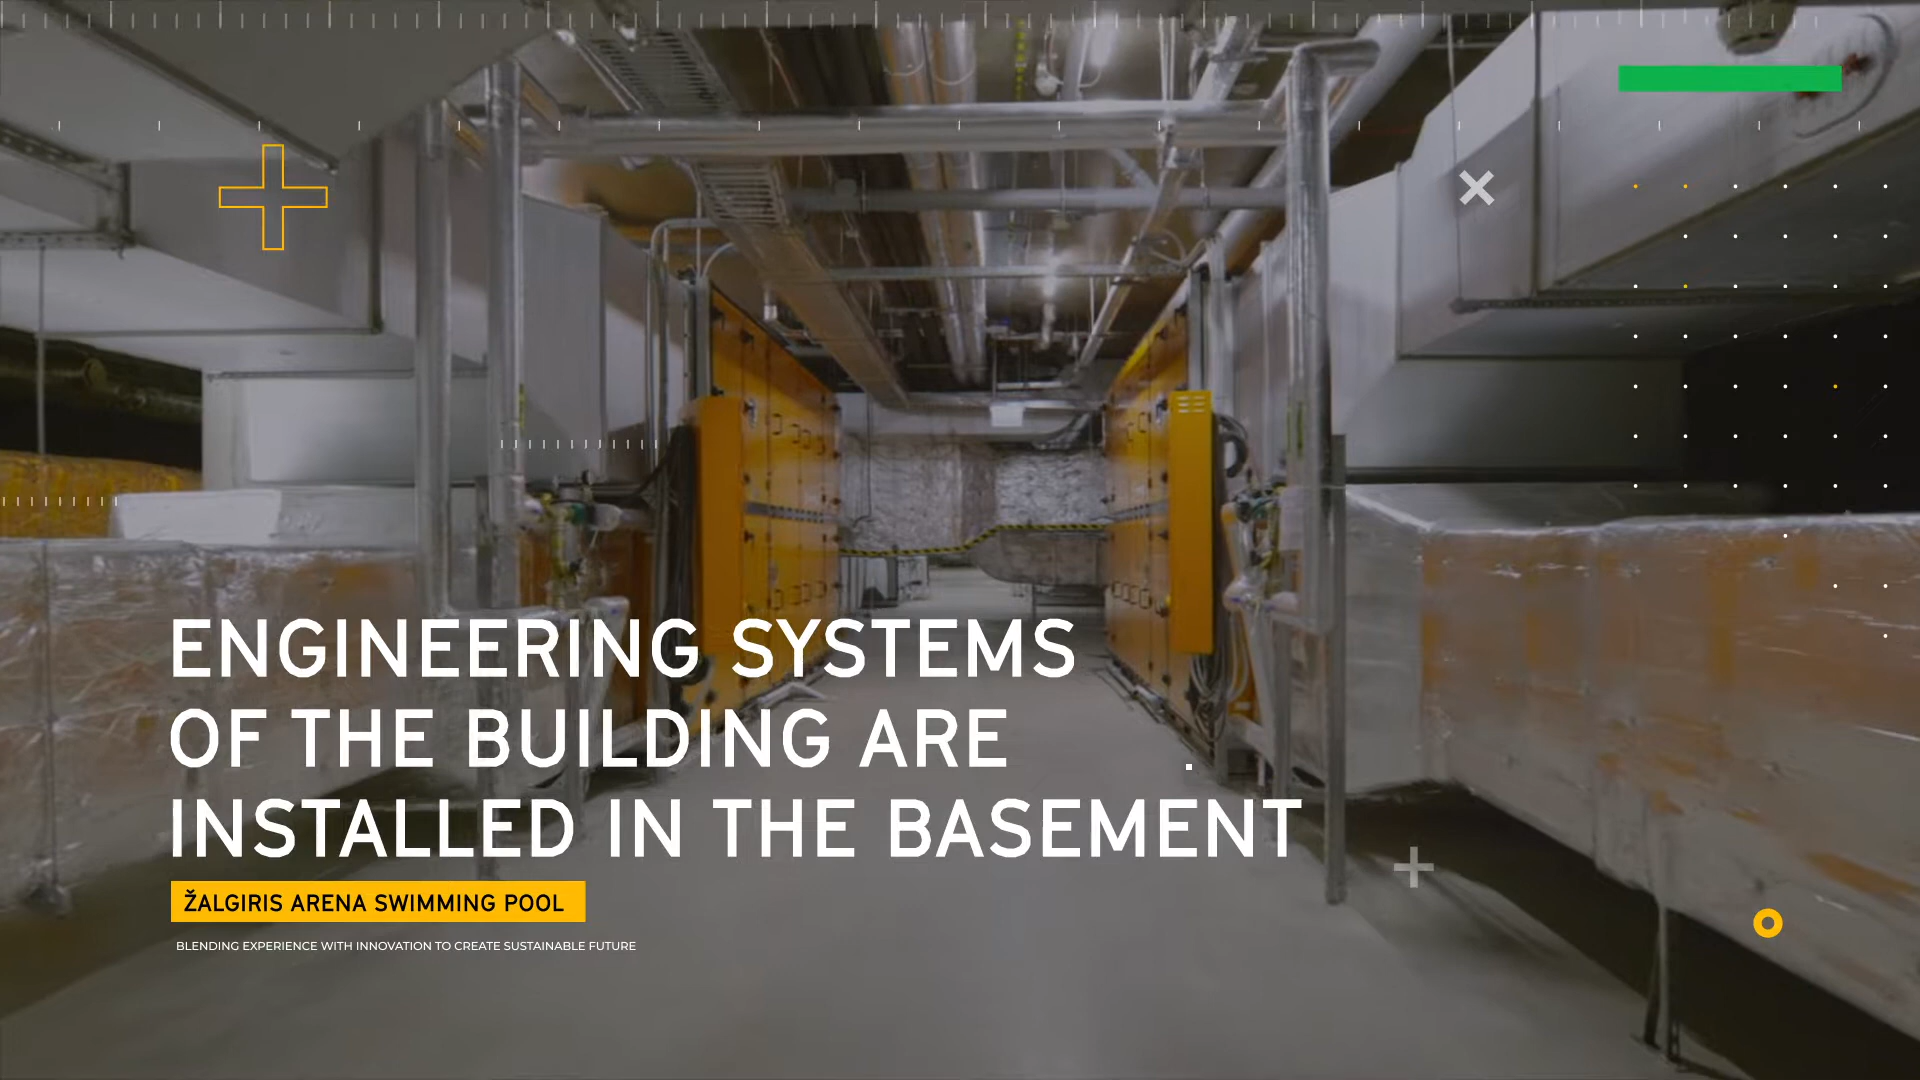 ENGINEERING SYSTEMS
OF THE BUILDING ARE
INSTALLED IN THE BASEMENT
ŽALGIRIS ARENA SWIMMING POOL
BLENDING EXPERIENCE WITH INNOVATION TO CREATE SUSTAINABLE FUTURE